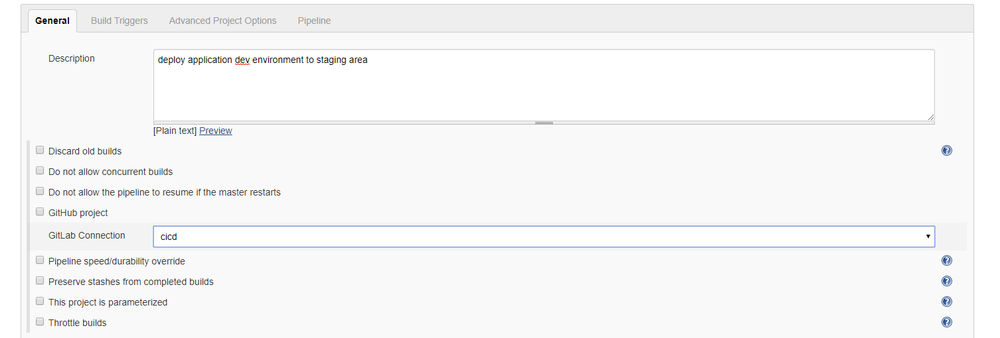 General Build Triggers Advanced Project Options Pipeline
Description
deploy application dev environment to staging area
[Plain text] Preview
Discard old builds
Do not allow concurrent builds
Do not allow the pipeline to resume if the master restarts
GitHub project
GitLab Connection cicd
Pipeline speed/durability override
Preserve stashes from completed builds
This project is parameterized
Throttle builds